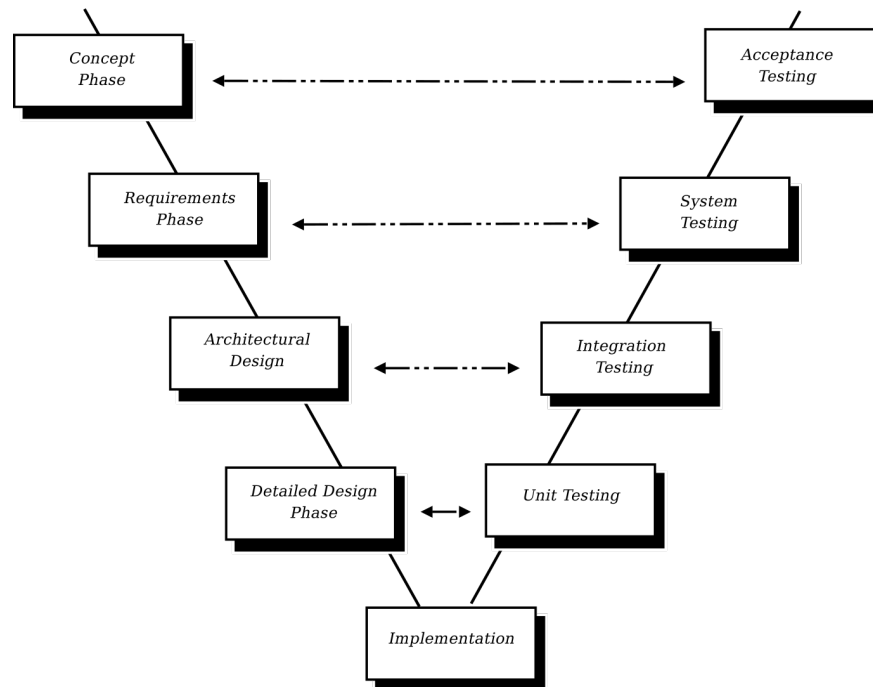 Concept
Phase
Acceptance
Testing
Requirements
Phase
System
Testing
Architectural
Design
Integration
Testing
Detailed Design
Phase
Unit Testing
Implementation